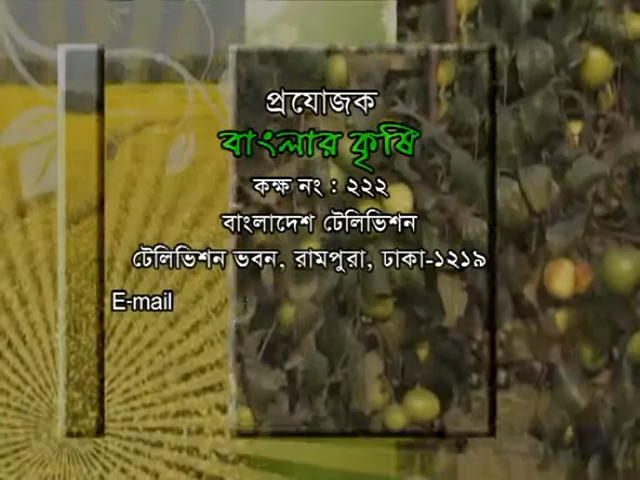 প্রযোজক
বাংলার কৃষি
কক্ষ নং : ২২২
বাংলাদেশ টেলিভিশন
টেলিভিশন ভবন, রামপুরা, ঢাকা-১২১৯
E-mail